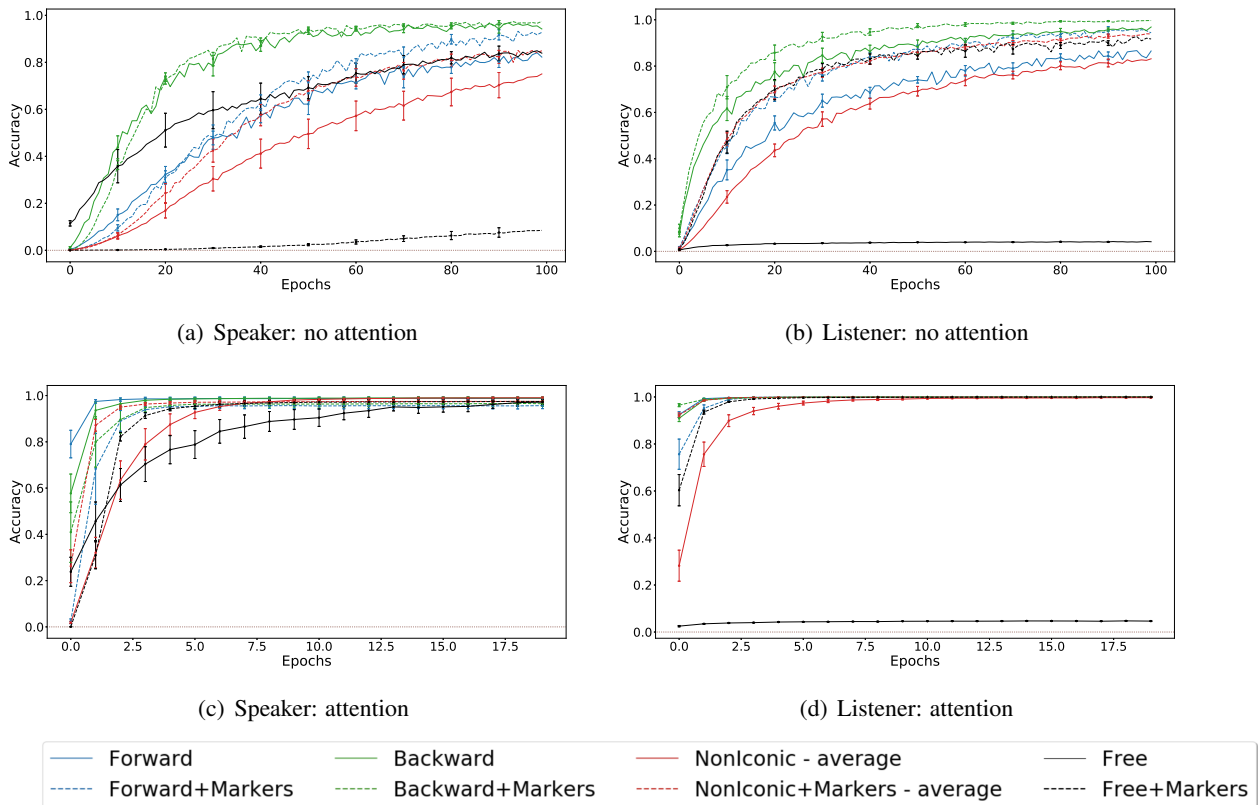 1.0
0.8
0.6
0.4
0.2
0.0
Accuracy
0 20 40 60 80 100
Epochs
(a) Speaker: no attention
1.0
0.8
0.6
0.4
0.2
0.0
Accuracy
0 20 40 60 80 100
Epochs
(b) Listener: no attention
1.0
0.8
0.6
0.4
0.2
0.0
Accuracy
0.0 2.5 5.0 7.5 10.0 12.5 15.0 17.5
Epochs
(c) Speaker: attention
1.0
0.8
0.6
0.4
0.2
0.0
Accuracy
0.0 2.5 5.0 7.5 10.0 12.5 15.0 17.5
Epochs
(d) Listener: attention
Forward Backward NonIconic - average Free
Forward+Markers Backward+Markers NonIconic+Markers - average Free+Markers